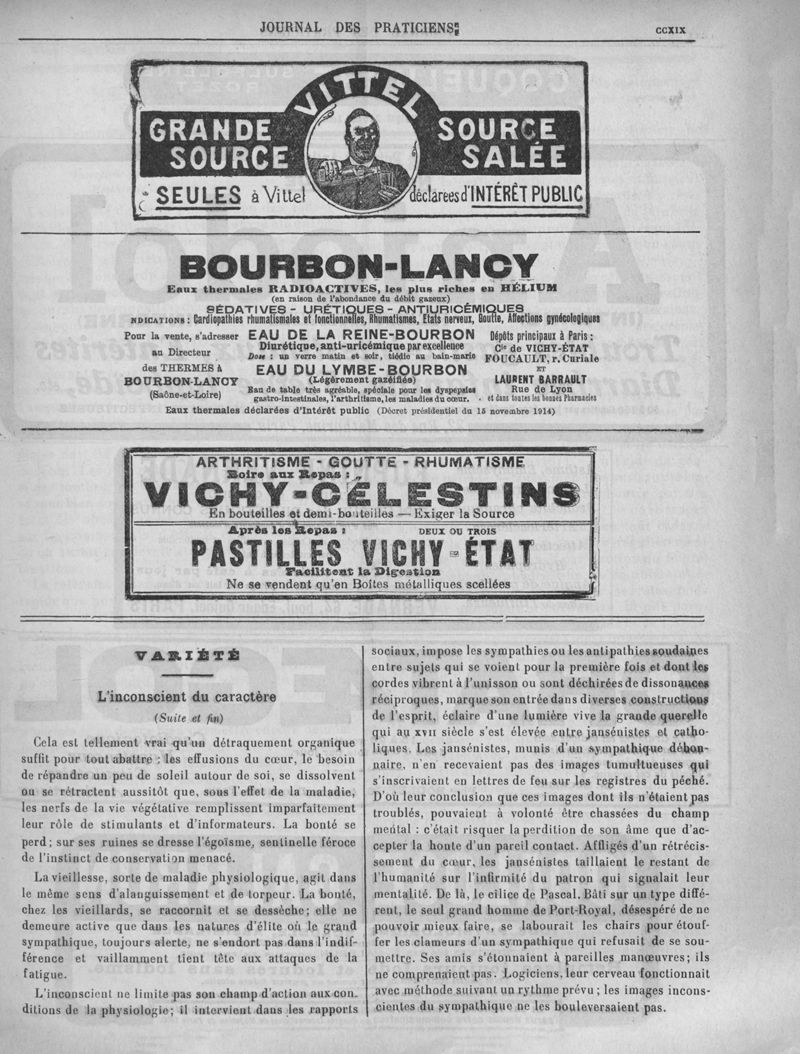 JOURNAL DES PRATICIENS
CCXIX
VITTEL
GRANDE SOURCE
SOURCE SALÉE
SEULES à Vittel déclarées d'INTÉRÊT PUBLIC
BOURBON-LANCY
Eaux thermales RADIOACTIVES, les plus riches en HÉLIUM
(en raison de l'abondance du débit gazeux)
SÉDATIVES - URÉTIQUES - ANTIURICÉMIQUES
NDICATIONS : Cardiopathies rhumatismales et fonctionnelles, Rhumatismes, Etats nerveux, Goutte, Affections gynécologiques
Pour la vente, s'adresser
au Directeur
des THERMES à
BOURBON-LANCY
(Saône-et-Loire)
EAU DE LA REINE-BOURBON
Diurétique, anti-uricémique par excellence
Dose : un verre matin et soir, tiédie au bain-marie
EAU DU LYMBE-BOURBON
(Légèrement gazéifiée)
Eau de table très agréable, spéciale pour les dyspepsies
gastro-intestinales, l'arthritisme, les maladies du cœur.
Dépôts principaux à Paris :
Cie de VICHY-ÉTAT
FOUCAULT, r. Curiale
ET
LAURENT BARRAULT
Rue de Lyon
et dans toutes les bonnes Pharmacies
Eaux thermales déclarées d'Intérêt public (Décret présidentiel du 15 novembre 1914)
ARTHRITISME - GOUTTE - RHUMATISME
Boire aux Repas :
VICHY-CÉLESTINS
En bouteilles et demi-bouteilles — Exiger la Source
Après les Repas : DEUX OU TROIS
PASTILLES VICHY-ÉTAT
Facilitent la Digestion
Ne se vendent qu'en Boîtes métalliques scellées
VARIÉTÉ
L'inconscient du caractère
(Suite et fin)
Cela est tellement vrai qu'un détraquement organique
suffit pour tout abattre ; les effusions du cœur, le besoin
de répandre un peu de soleil autour de soi, se dissolvent
ou se rétractent aussitôt que, sous l'effet de la maladie,
les nerfs de la vie végétative remplissent imparfaitement
leur rôle de stimulants et d'informateurs. La bonté se
perd ; sur ses ruines se dresse l'égoïsme, sentinelle féroce
de l'instinct de conservation menacé.
La vieillesse, sorte de maladie physiologique, agit dans
le même sens d'alanguissement et de torpeur. La bonté,
chez les vieillards, se raccornit et se dessèche ; elle ne
demeure active que dans les natures d'élite où le grand
sympathique, toujours alerte, ne s'endort pas dans l'indif-
férence et vaillamment tient tête aux attaques de la
fatigue.
L'inconscient ne limite pas son champ d'action aux con-
ditions de la physiologie ; il intervient dans les rapports
sociaux, impose les sympathies ou les antipathies soudaines
entre sujets qui se voient pour la première fois et dont les
cordes vibrent à l'unisson ou sont déchirées de dissonances
réciproques, marque son entrée dans diverses constructions
de l'esprit, éclaire d'une lumière vive la grande querelle
qui au XVII siècle s'est élevée entre jansénistes et catho-
liques. Les jansénistes, munis d'un sympathique débon-
naire, n'en recevaient pas des images tumultueuses qui
s'inscrivaient en lettres de feu sur les registres du péché.
D'où leur conclusion que ces images dont ils n'étaient pas
troublés, pouvaient à volonté être chassées du champ
mental : c'était risquer la perdition de son âme que d'ac-
cepter la honte d'un pareil contact. Affligés d'un rétrécis-
sement du cœur, les jansénistes taillaient le restant de
l'humanité sur l'infirmité du patron qui signalait leur
mentalité. De là, le cilice de Pascal. Bâti sur un type diffé-
rent, le seul grand homme de Port-Royal, désespéré de ne
pouvoir mieux faire, se labourait les chairs pour étouf-
fer les clameurs d'un sympathique qui refusait de se sou-
mettre. Ses amis s'étonnaient à pareilles manœuvres ; ils
ne comprenaient pas. Logiciens, leur cerveau fonctionnait
avec méthode suivant un rythme prévu ; les images incons-
cientes du sympathique ne les bouleversaient pas.